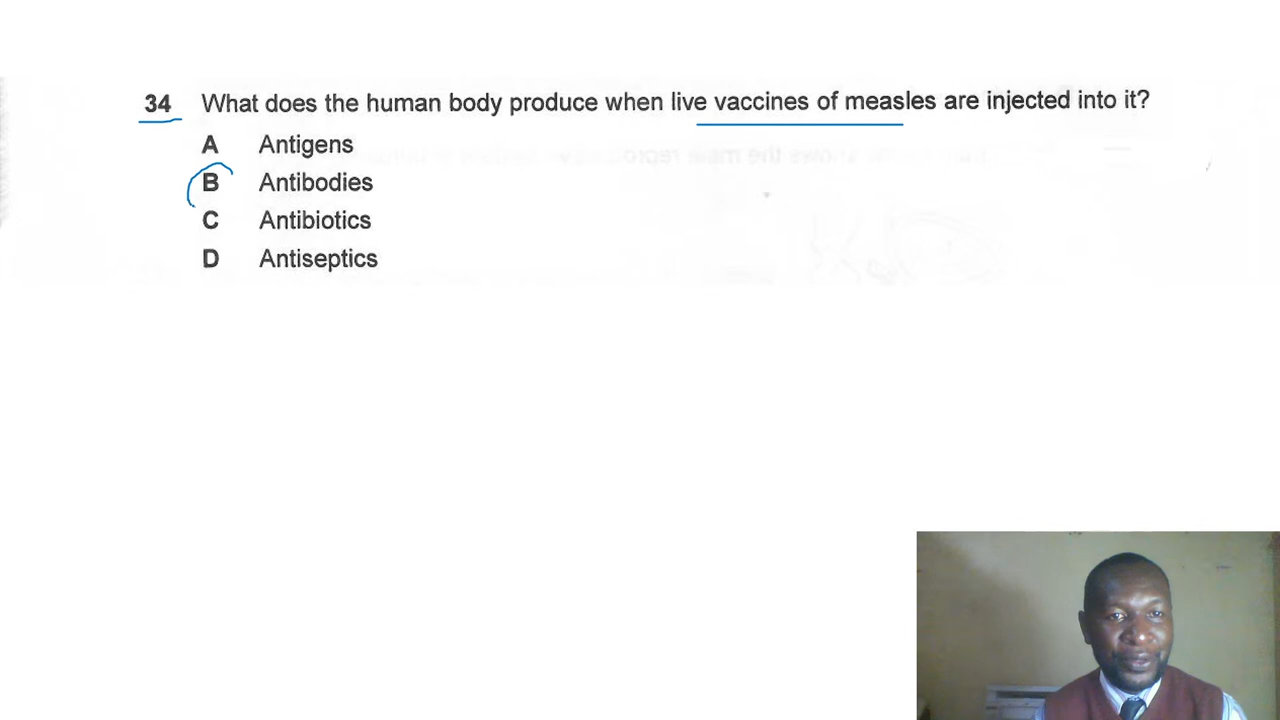 34 What does the human body produce when live vaccines of measles are injected into it?
A Antigens
B Antibodies
C Antibiotics
D Antiseptics